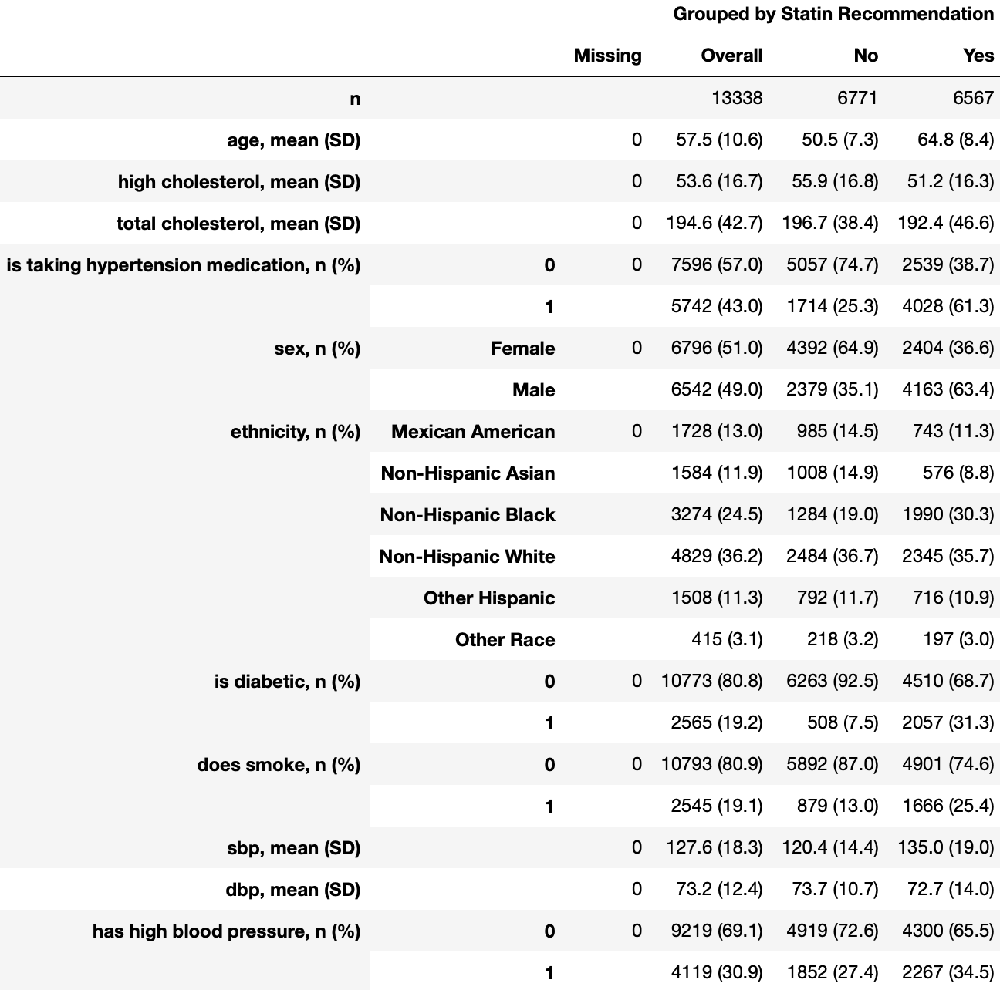 Grouped by Statin Recommendation
Missing Overall No Yes
n 13338 6771 6567
age, mean (SD) 0 57.5 (10.6) 50.5 (7.3) 64.8 (8.4)
high cholesterol, mean (SD) 0 53.6 (16.7) 55.9 (16.8) 51.2 (16.3)
total cholesterol, mean (SD) 0 194.6 (42.7) 196.7 (38.4) 192.4 (46.6)
is taking hypertension medication, n (%) 0 0 7596 (57.0) 5057 (74.7) 2539 (38.7)
1 5742 (43.0) 1714 (25.3) 4028 (61.3)
sex, n (%) Female 0 6796 (51.0) 4392 (64.9) 2404 (36.6)
Male 6542 (49.0) 2379 (35.1) 4163 (63.4)
ethnicity, n (%) Mexican American 0 1728 (13.0) 985 (14.5) 743 (11.3)
Non-Hispanic Asian 1584 (11.9) 1008 (14.9) 576 (8.8)
Non-Hispanic Black 3274 (24.5) 1284 (19.0) 1990 (30.3)
Non-Hispanic White 4829 (36.2) 2484 (36.7) 2345 (35.7)
Other Hispanic 1508 (11.3) 792 (11.7) 716 (10.9)
Other Race 415 (3.1) 218 (3.2) 197 (3.0)
is diabetic, n (%) 0 0 10773 (80.8) 6263 (92.5) 4510 (68.7)
1 2565 (19.2) 508 (7.5) 2057 (31.3)
does smoke, n (%) 0 0 10793 (80.9) 5892 (87.0) 4901 (74.6)
1 2545 (19.1) 879 (13.0) 1666 (25.4)
sbp, mean (SD) 0 127.6 (18.3) 120.4 (14.4) 135.0 (19.0)
dbp, mean (SD) 0 73.2 (12.4) 73.7 (10.7) 72.7 (14.0)
has high blood pressure, n (%) 0 0 9219 (69.1) 4919 (72.6) 4300 (65.5)
1 4119 (30.9) 1852 (27.4) 2267 (34.5)